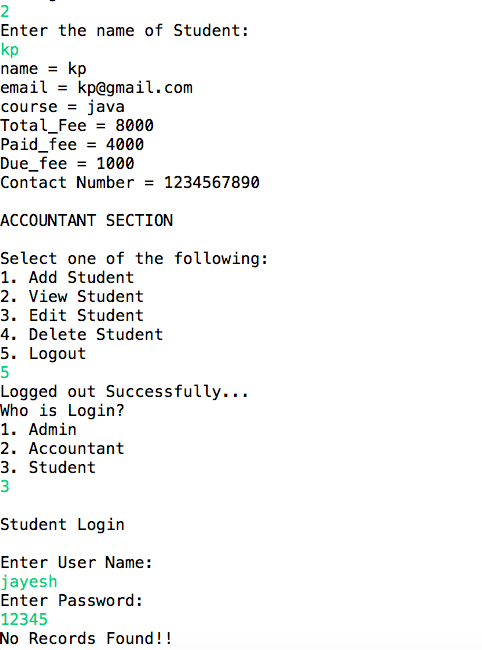 2
Enter the name of Student:
kp
name = kp
email = kp@gmail.com
course = java
Total_Fee = 8000
Paid_fee = 4000
Due_fee = 1000
Contact Number = 1234567890
ACCOUNTANT SECTION
Select one of the following:
1. Add Student
2. View Student
3. Edit Student
4. Delete Student
5. Logout
5
Logged out Successfully...
Who is Login?
1. Admin
2. Accountant
3. Student
3
Student Login
Enter User Name:
jayesh
Enter Password:
12345
No Records Found!!